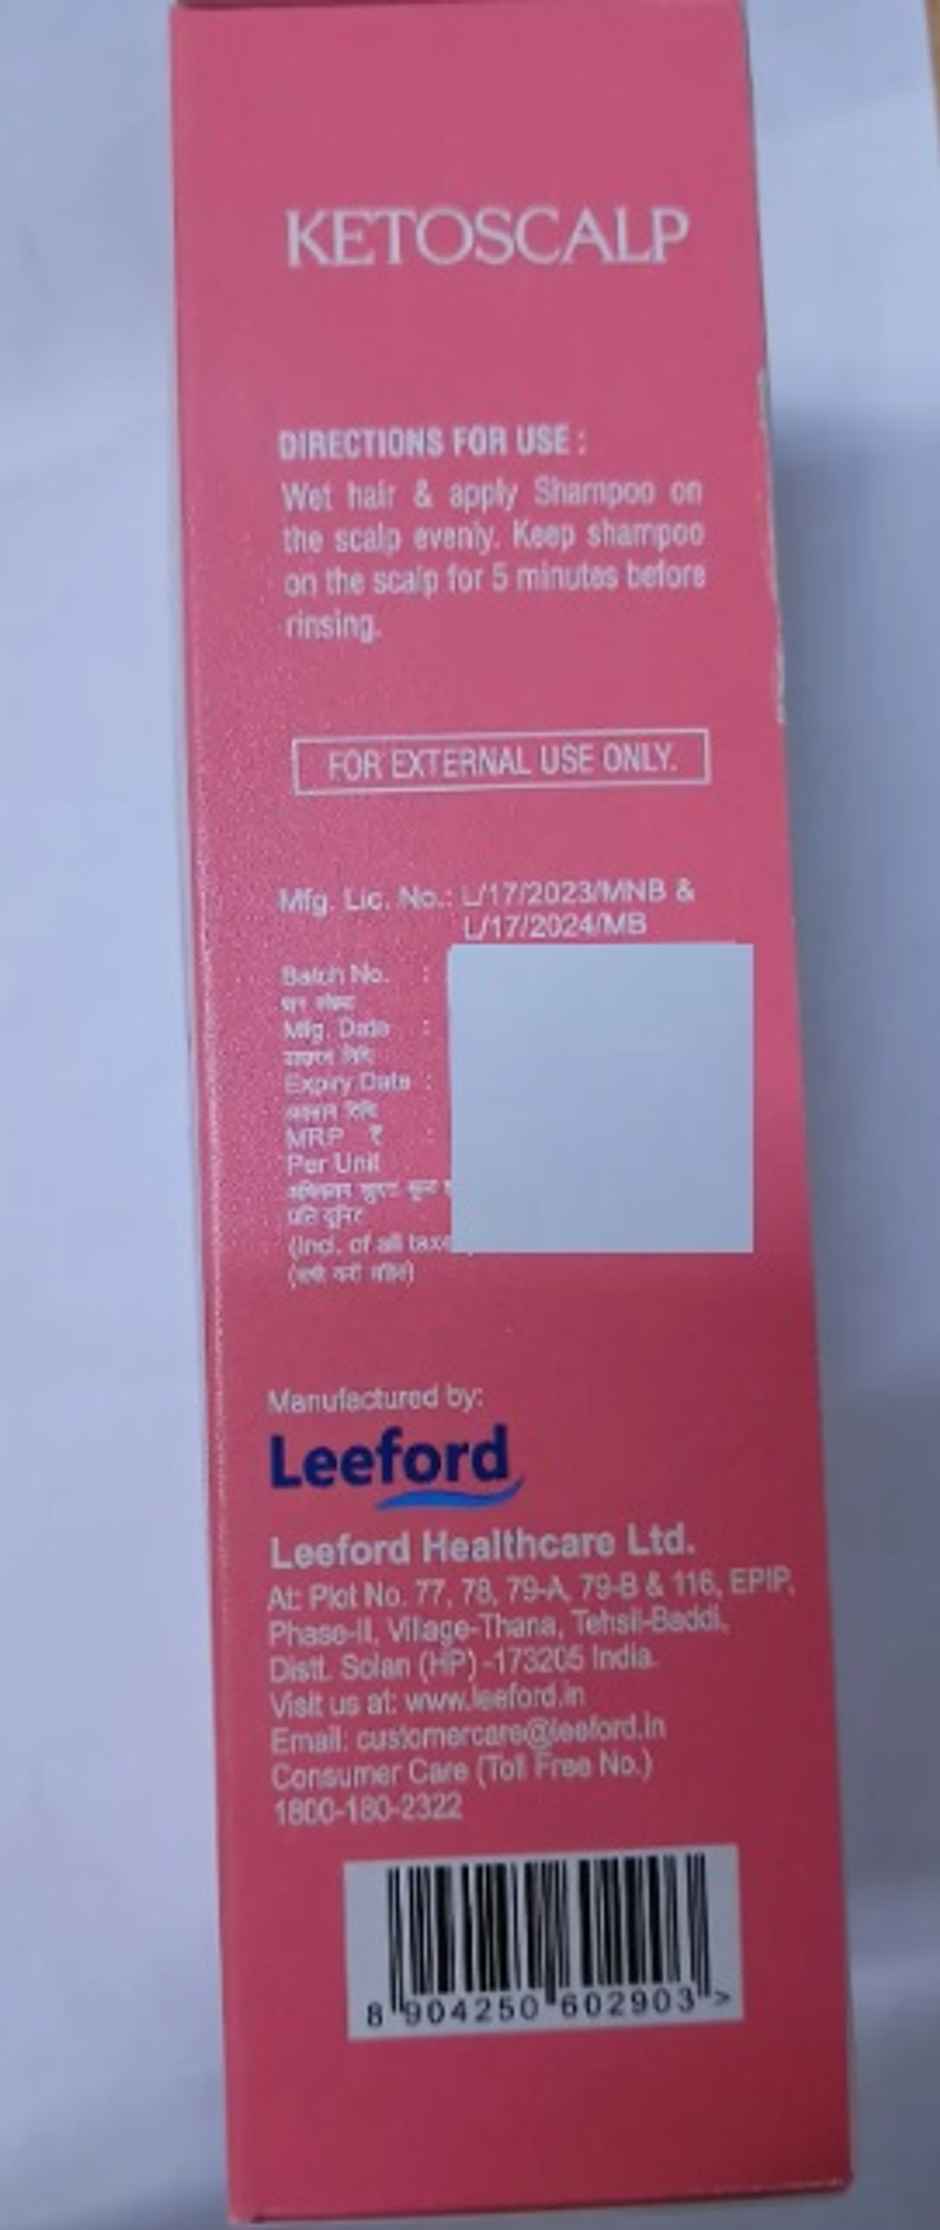 KETOSCALP
DIRECTIONS FOR USE :
Wet hair & apply Shampoo on
the scalp evenly. Keep shampoo
on the scalp for 5 minutes before
rinsing.
FOR EXTERNAL USE ONLY.
Mfg. Lic. No.: L/17/2023/MNB &
L/17/2024/MB
Batch No. :
Mfg. Date :
Expiry Date :
MRP ₹ :
Per Unit
प्रति यूनिट
(Incl. of all
(सभी करों सहित)
Manufactured by:
Leeford
Leeford Healthcare Ltd.
At: Plot No. 77, 78, 79-A, 79-B & 116, EPIP,
Phase-II, Village-Thana, Tehsil-Baddi,
Distt. Solan (HP) -173205 India.
Visit us at: www.leeford.in
Email: customercare@leeford.in
Consumer Care (Toll Free No.)
1800-180-2322
8 904250 602903 >